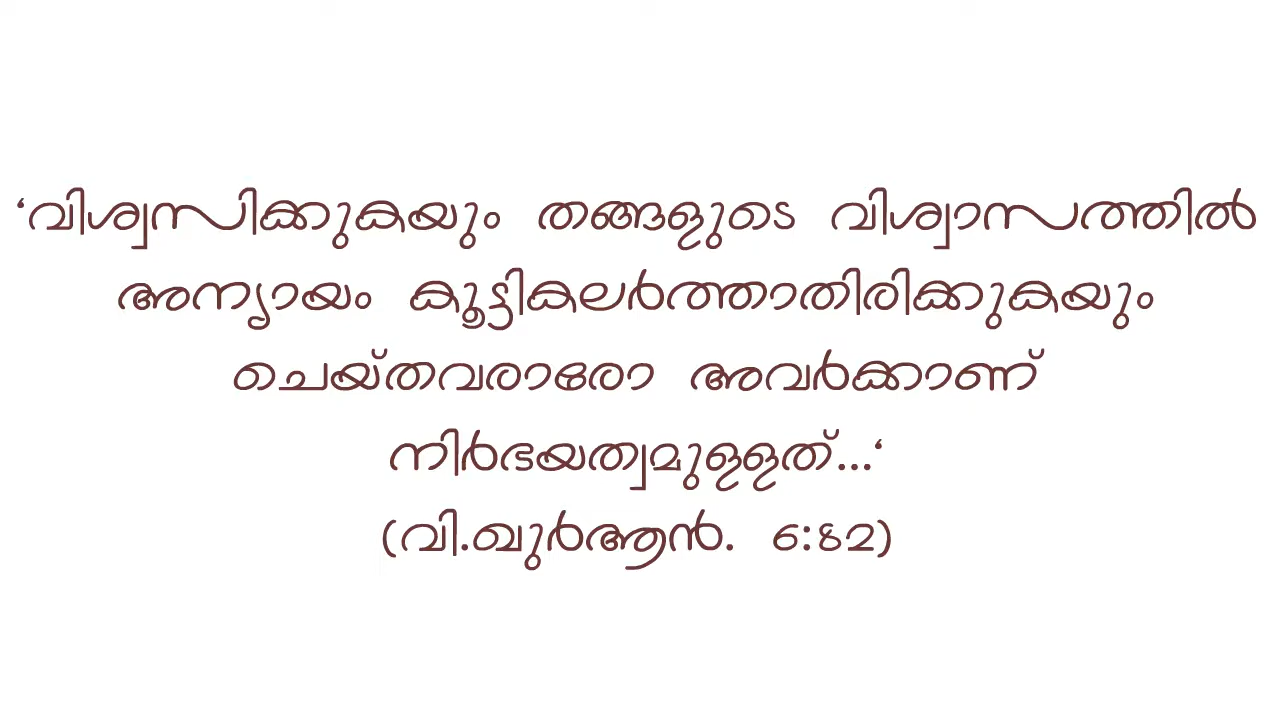 ‘വിശ്വസിക്കുകയും തങ്ങളുടെ വിശ്വാസത്തിൽ
അന്യായം കൂട്ടികലർത്താതിരിക്കുകയും
ചെയ്തവരാരോ അവർക്കാണ്
നിർഭയത്വമുള്ളത്...‘
(വി.ഖുർആൻ. 6:82)